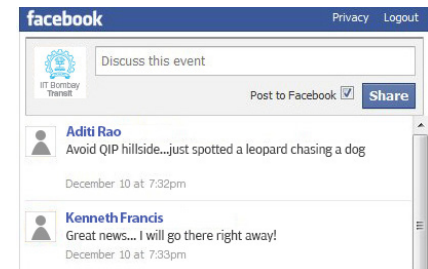 facebook
Privacy Logout
Discuss this event
IIT Bombay
Transit
Post to Facebook
Share
Aditi Rao
Avoid QIP hillside...just spotted a leopard chasing a dog
December 10 at 7:32pm
Kenneth Francis
Great news... I will go there right away!
December 10 at 7:33pm